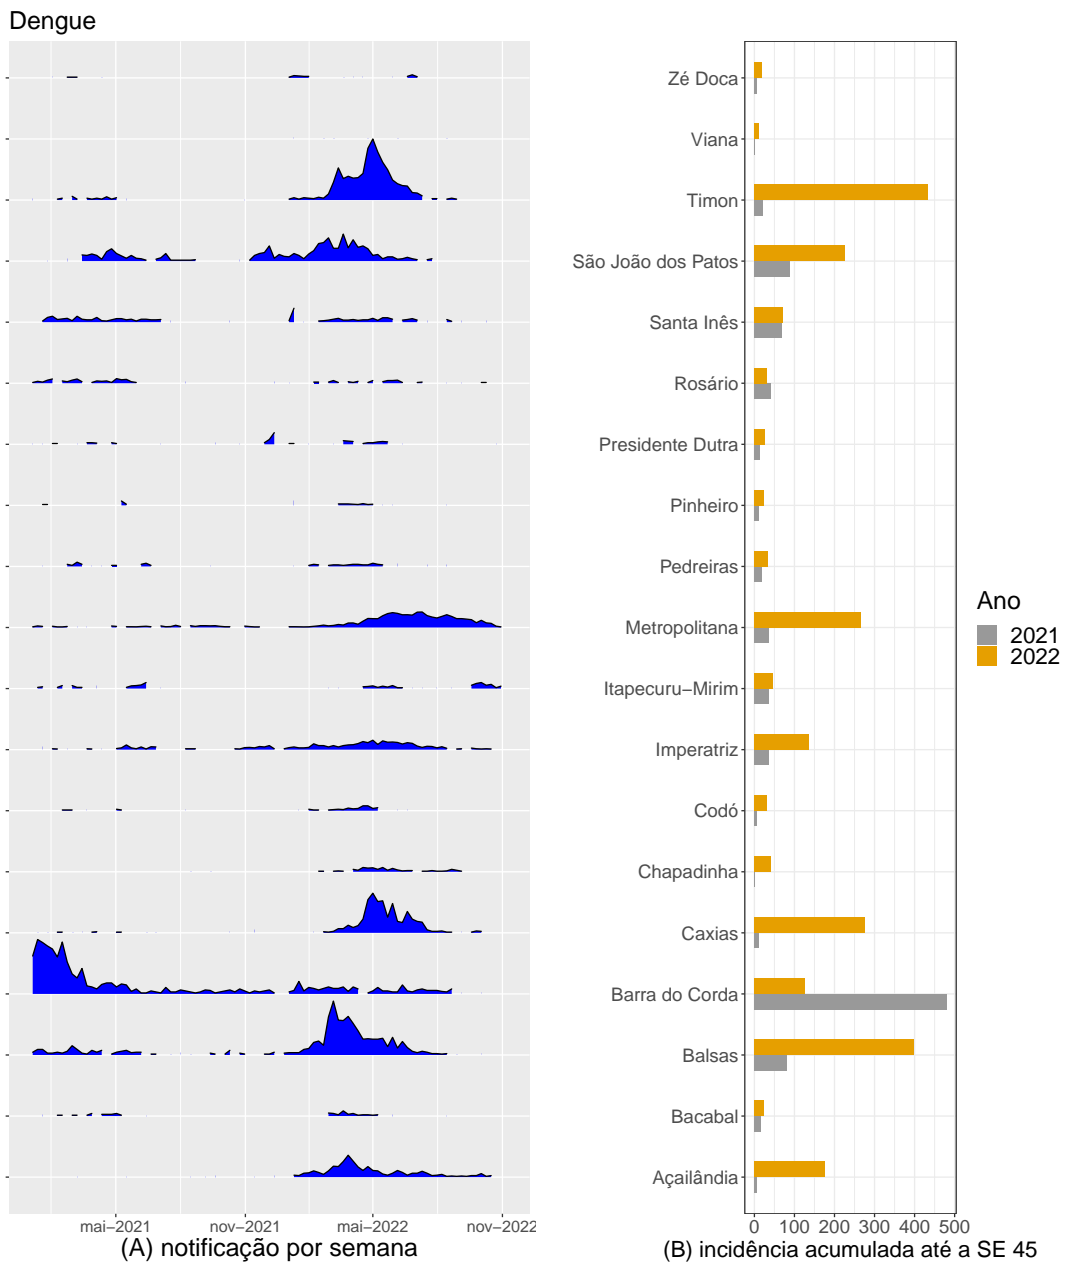 Dengue
Zé Doca
Viana
Timon
São João dos Patos
Santa Inês
Rosário
Presidente Dutra
Pinheiro
Pedreiras
Metropolitana
Itapecuru−Mirim
Imperatriz
Codó
Chapadinha
Caxias
Barra do Corda
Balsas
Bacabal
Açailândia
mai−2021 nov−2021 mai−2022 nov−2022
(A) notificação por semana
0 100 200 300 400 500
(B) incidência acumulada até a SE 45
Ano
2021
2022